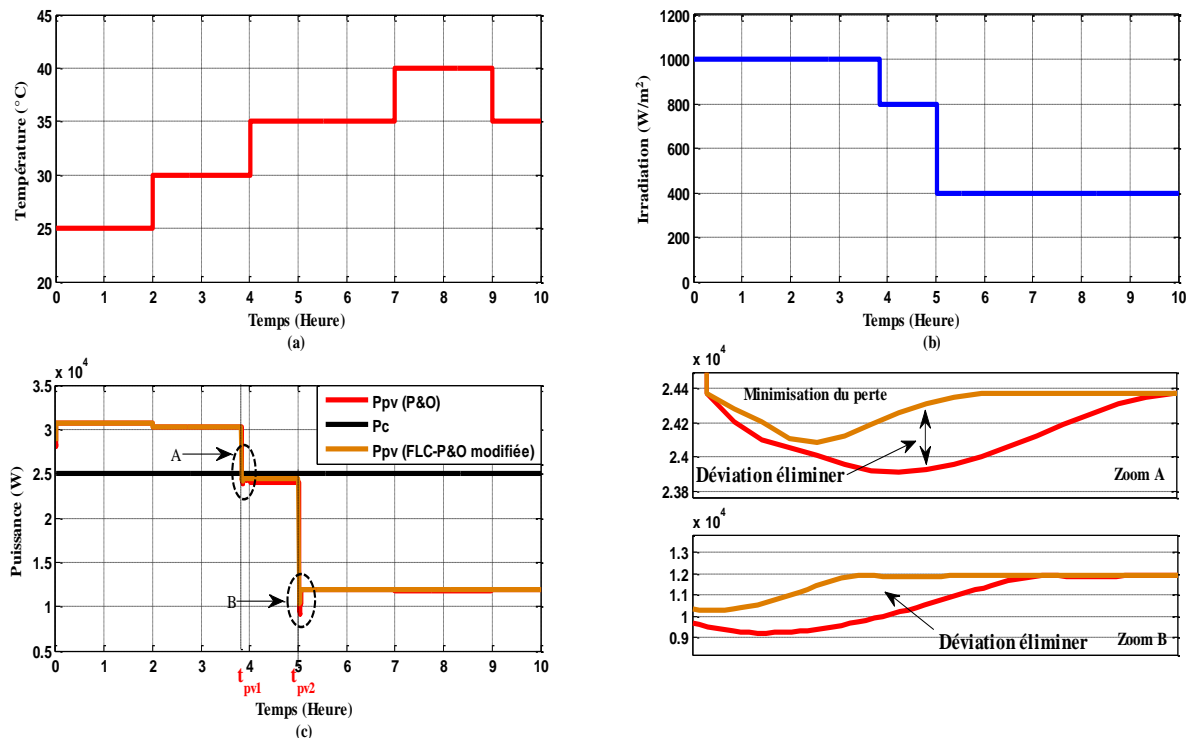 45
40
35
30
25
20
Température (°C)
0 1 2 3 4 5 6 7 8 9 10
Temps (Heure)
(a)
1200
1000
800
600
400
200
0
Irradiation (W/m²)
0 1 2 3 4 5 6 7 8 9 10
Temps (Heure)
(b)
x 10⁴
3.5
3
2.5
2
1.5
1
0.5
Puissance (W)
Ppv (P&O)
Pc
Ppv (FLC-P&O modifiée)
A
B
0 1 2 3 4 5 6 7 8 9 10
t pv1 t pv2
Temps (Heure)
(c)
x 10⁴
2.44
2.42
2.4
2.38
Minimisation du perte
Déviation éliminer
Zoom A
x 10⁴
1.3
1.2
1.1
1
0.9
Déviation éliminer
Zoom B